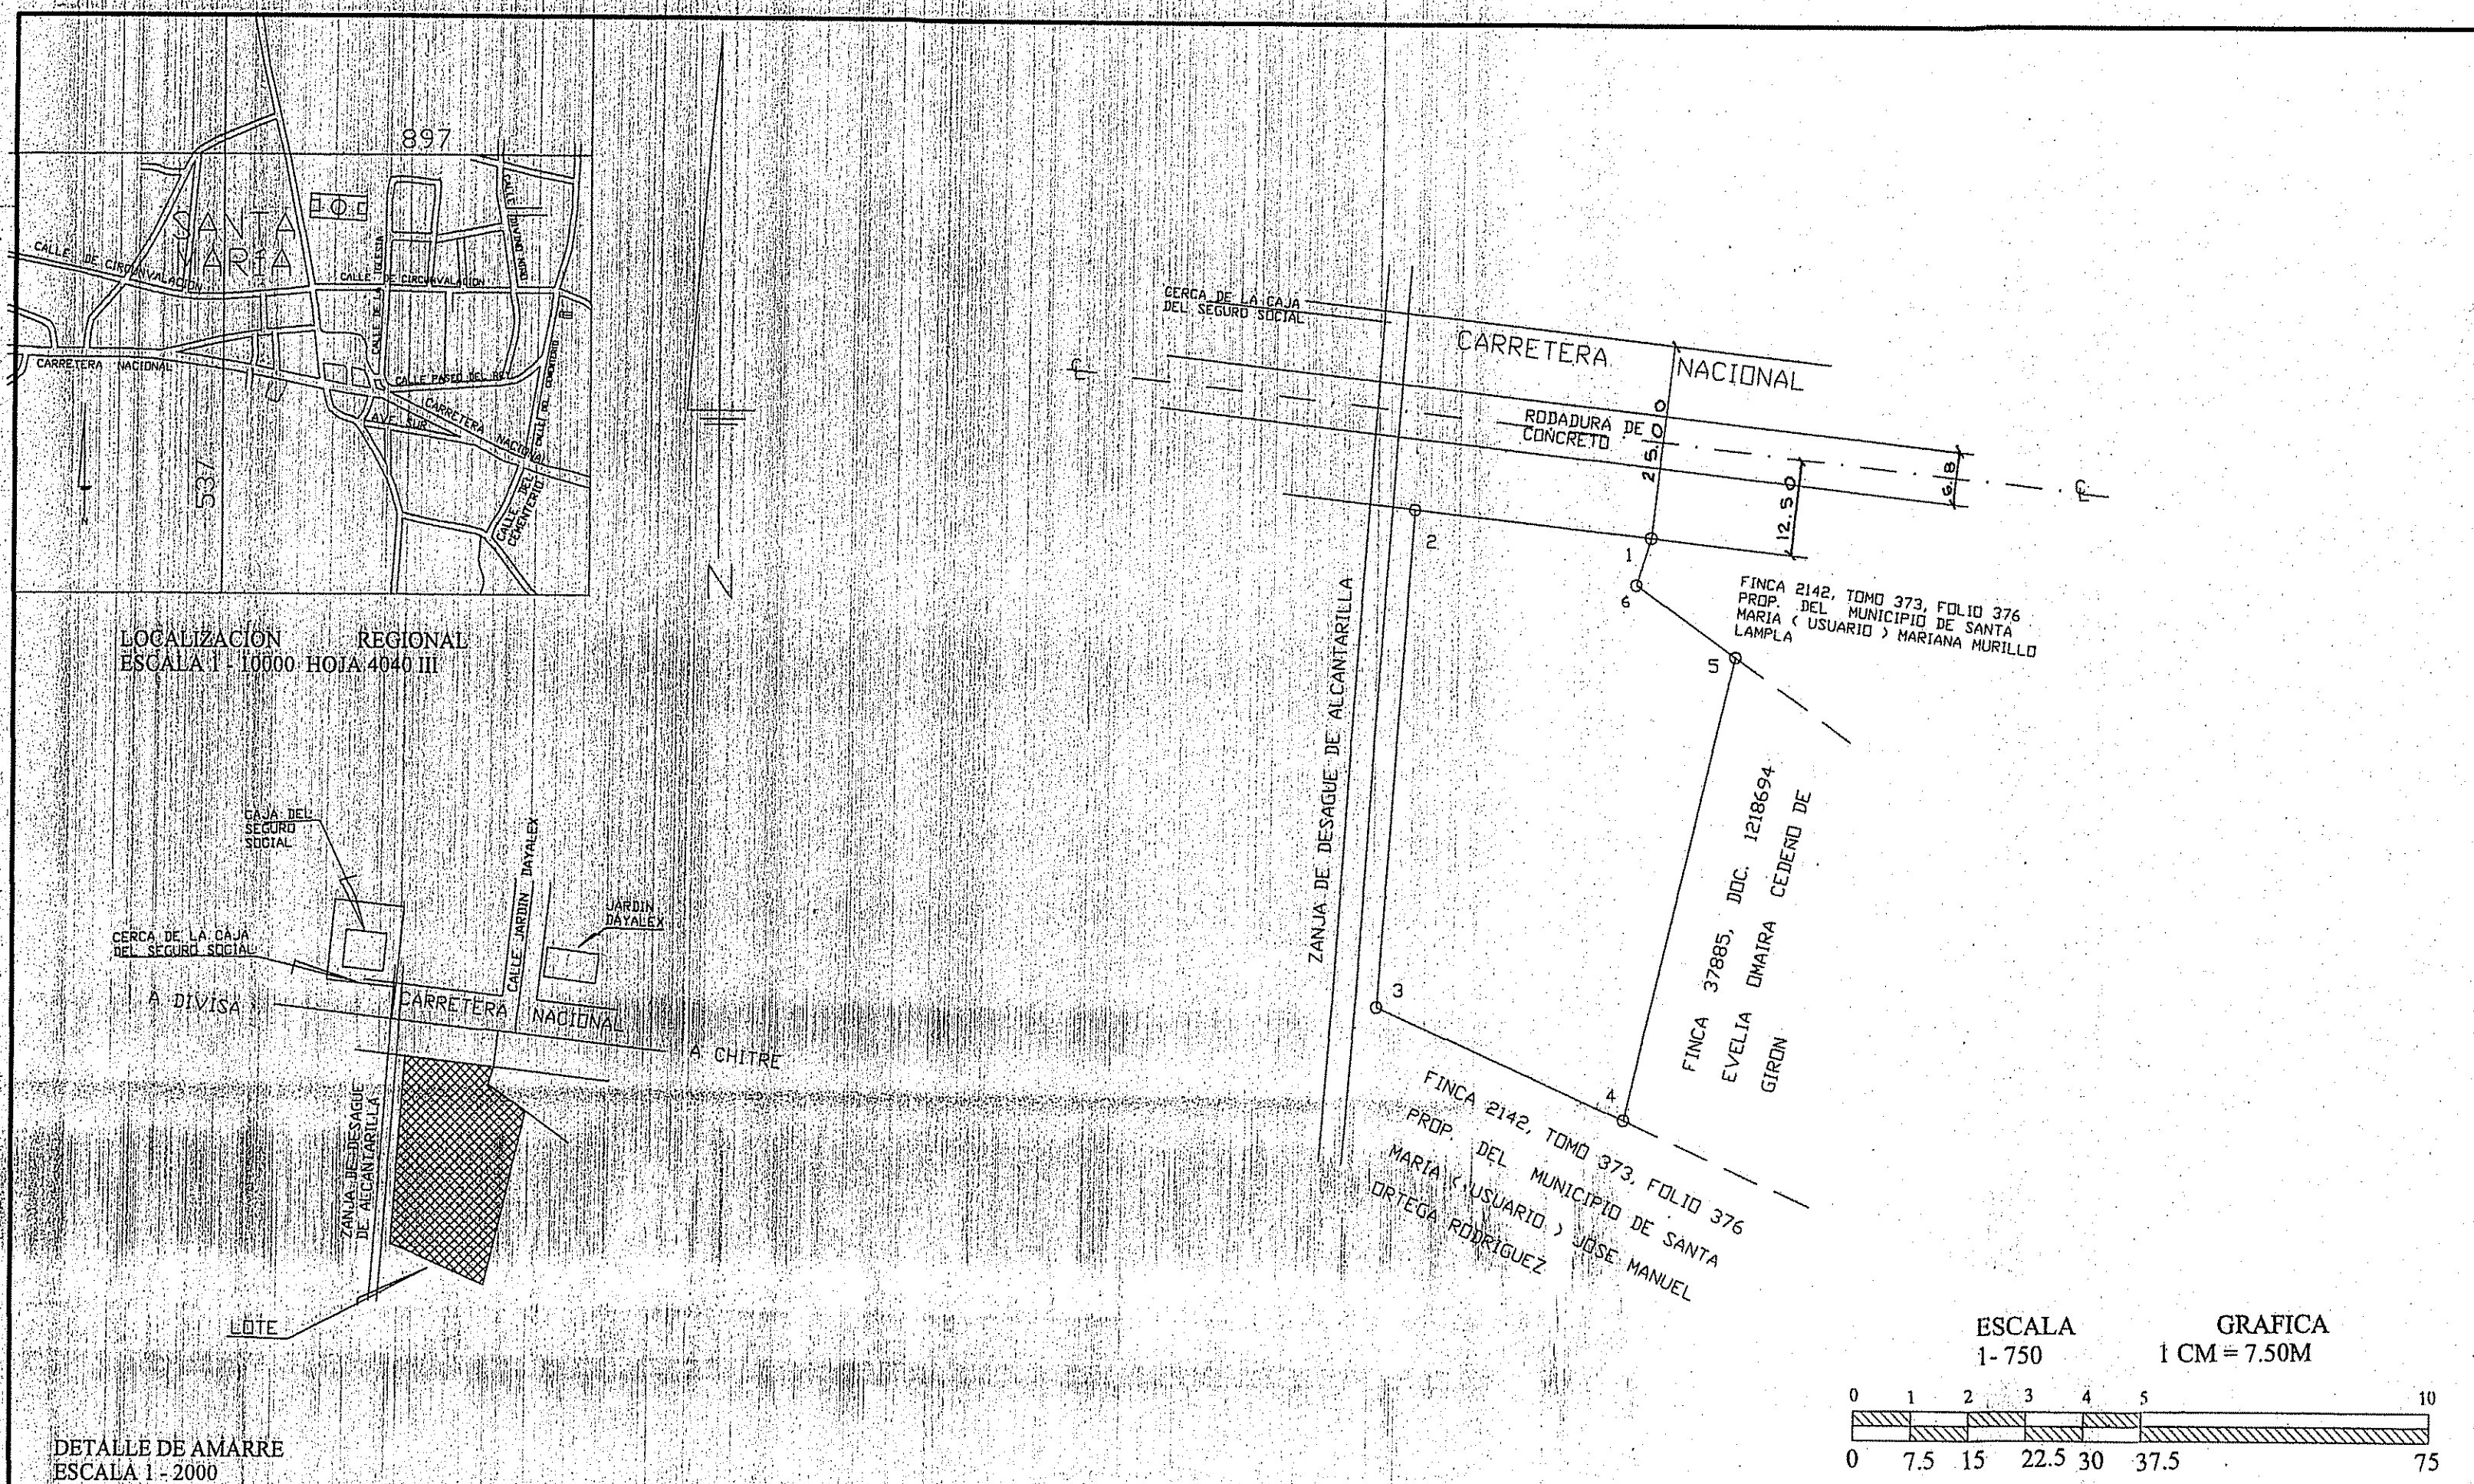 897
SANTA
MARIA
CALLE DE CIRCUNVALACION
CALLE DE LA IGLESIA
CALLE DE CIRCUNVALACION
CARRETERA NACIONAL
CALLE PASEO DEL REY
CARRETERA NACIONAL
AVE. SUR
CALLE DEL
CEMENTERIO
537
N
LOCALIZACION REGIONAL
ESCALA 1 - 10000 HOJA 4040 III
N
CAJA DEL
SEGURO
SOCIAL
CERCA DE LA CAJA
DEL SEGURO SOCIAL
CALLE JARDIN DAYALEX
JARDIN
DAYALEX
A DIVISA
CARRETERA NACIONAL
A CHITRE
ZANJA DE DESAGUE
DE ALCANTARILLA
LOTE
DETALLE DE AMARRE
ESCALA 1 - 2000
CERCA DE LA CAJA
DEL SEGURO SOCIAL
CARRETERA NACIONAL
RODADURA DE
CONCRETO
25.00
12.50
6.8
2
1
6
5
3
4
ZANJA DE DESAGUE DE ALCANTARILLA
FINCA 2142, TOMO 373, FOLIO 376
PROP. DEL MUNICIPIO DE SANTA
MARIA ( USUARIO ) MARIANA MURILLO
LAMPLA
FINCA 37885, DOC. 1218694
EVELIA OMAIRA CEDEÑO DE
GIRON
FINCA 2142, TOMO 373, FOLIO 376
PROP. DEL MUNICIPIO DE SANTA
MARIA ( USUARIO ) JOSE MANUEL
ORTEGA RODRIGUEZ
ESCALA GRAFICA
1- 750 1 CM = 7.50M
0 1 2 3 4 5 10
0 7.5 15 22.5 30 37.5 75